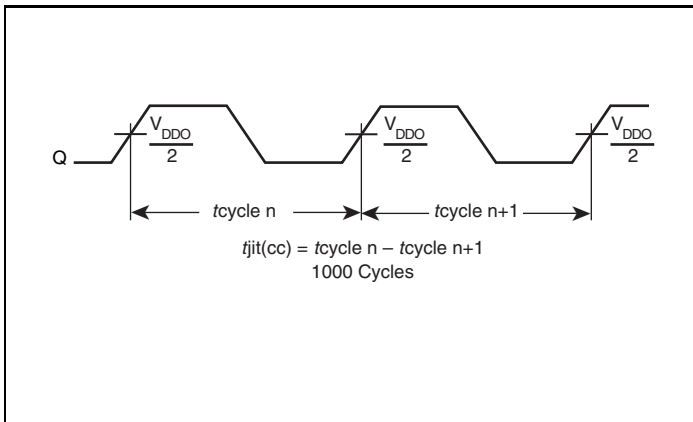 V_DDO/2 V_DDO/2 V_DDO/2
Q
tcycle n tcycle n+1
tjit(cc) = tcycle n – tcycle n+1
1000 Cycles